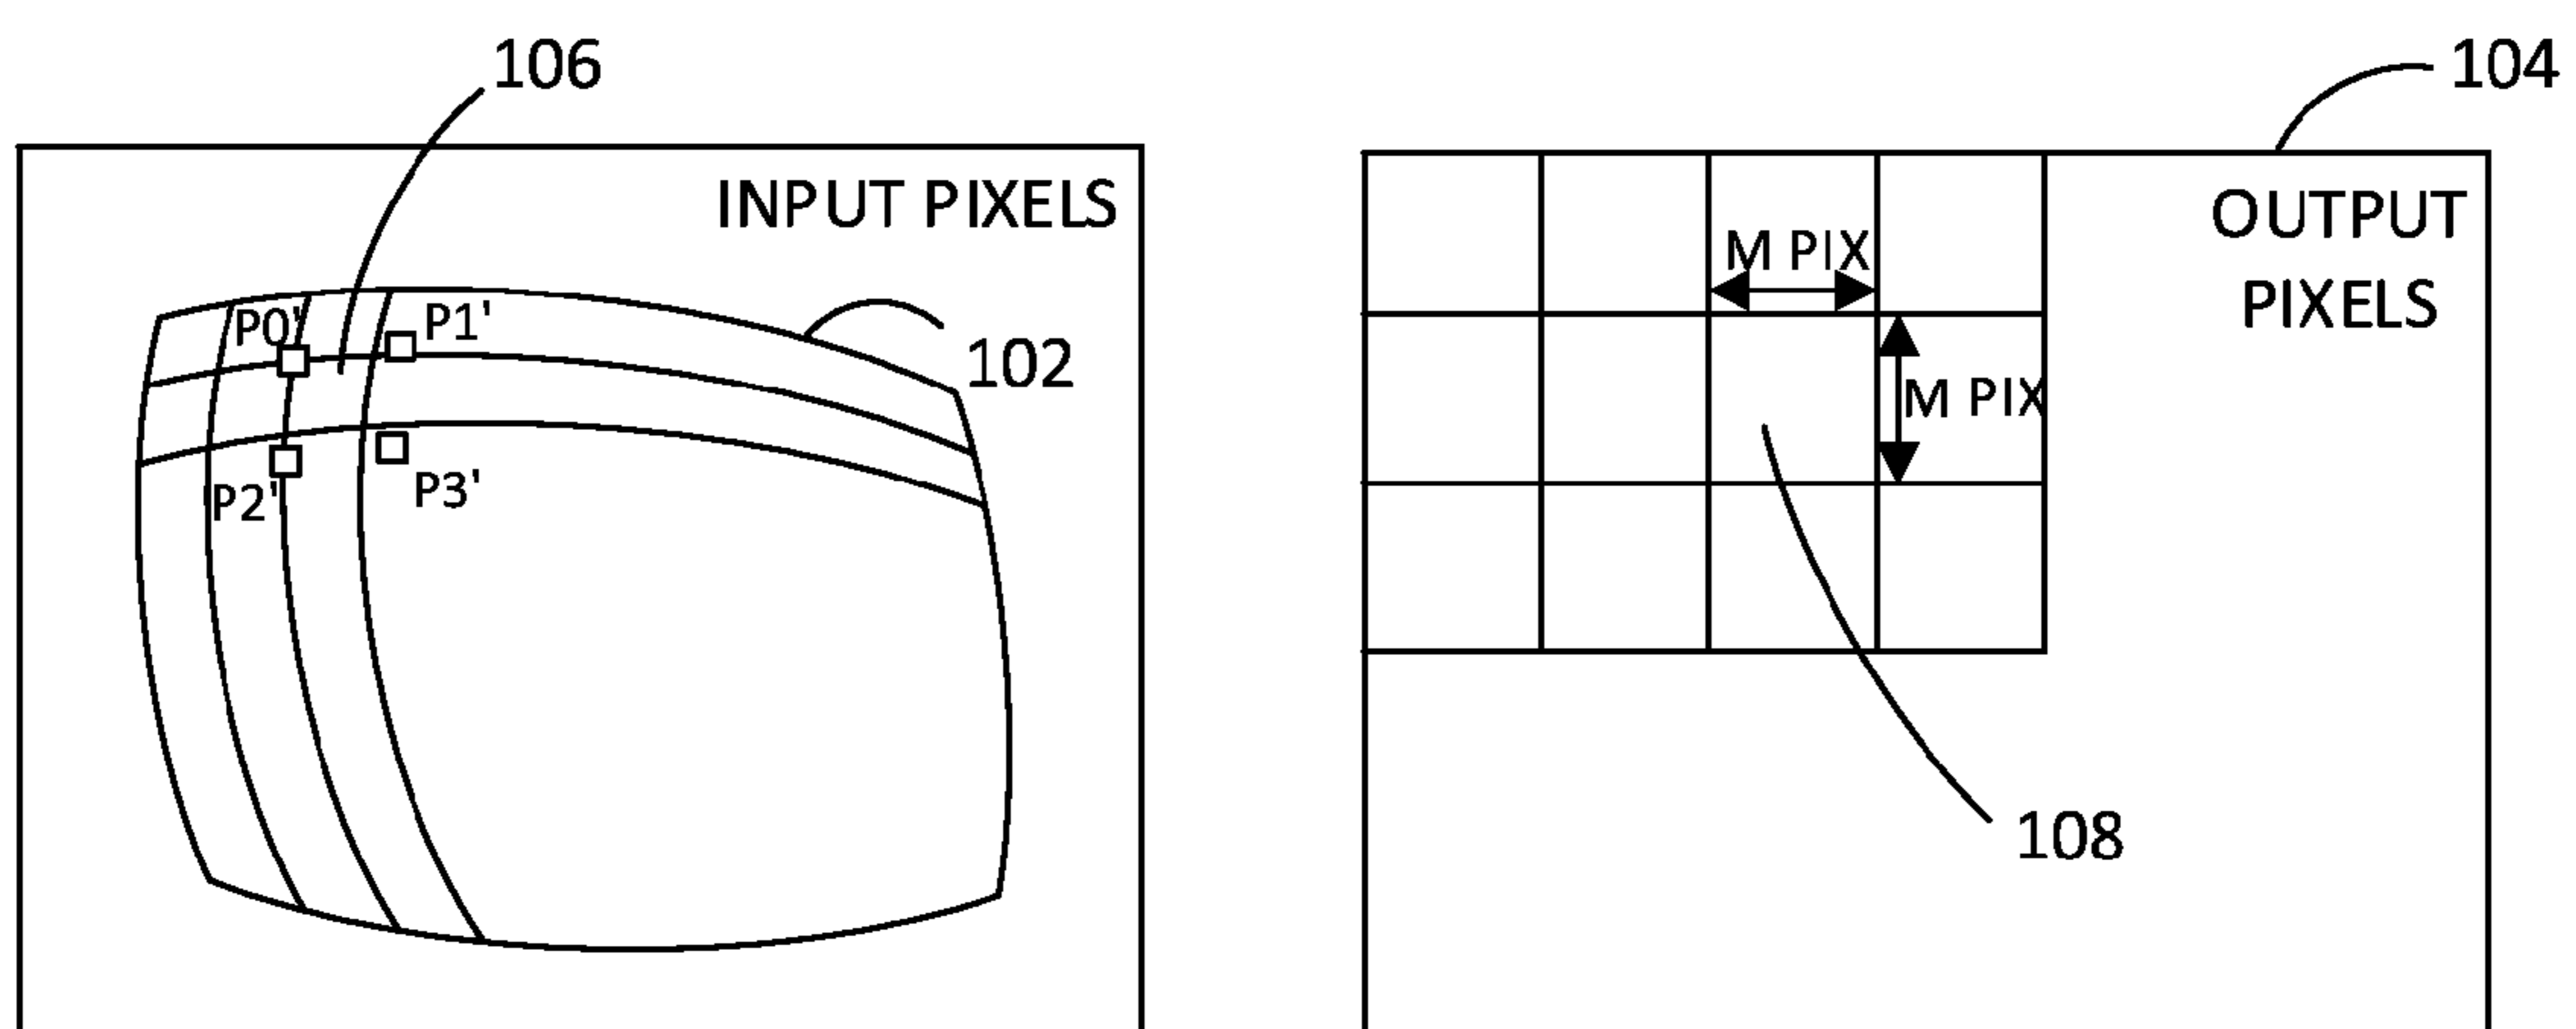 106
104
INPUT PIXELS
OUTPUT
PIXELS
M PIX
P0'
P1'
102
M PIX
P2'
P3'
108